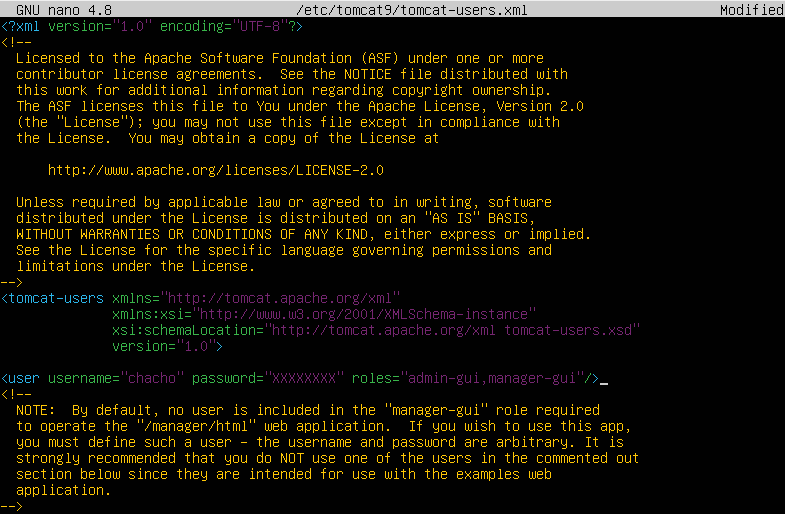 GNU nano 4.8 /etc/tomcat9/tomcat-users.xml Modified
<?xml version="1.0" encoding="UTF-8"?>
<!--
  Licensed to the Apache Software Foundation (ASF) under one or more
  contributor license agreements.  See the NOTICE file distributed with
  this work for additional information regarding copyright ownership.
  The ASF licenses this file to You under the Apache License, Version 2.0
  (the "License"); you may not use this file except in compliance with
  the License.  You may obtain a copy of the License at

      http://www.apache.org/licenses/LICENSE-2.0

  Unless required by applicable law or agreed to in writing, software
  distributed under the License is distributed on an "AS IS" BASIS,
  WITHOUT WARRANTIES OR CONDITIONS OF ANY KIND, either express or implied.
  See the License for the specific language governing permissions and
  limitations under the License.
-->
<tomcat-users xmlns="http://tomcat.apache.org/xml"
              xmlns:xsi="http://www.w3.org/2001/XMLSchema-instance"
              xsi:schemaLocation="http://tomcat.apache.org/xml tomcat-users.xsd"
              version="1.0">

<user username="chacho" password="XXXXXXXX" roles="admin-gui,manager-gui"/>_
<!--
  NOTE:  By default, no user is included in the "manager-gui" role required
  to operate the "/manager/html" web application.  If you wish to use this app,
  you must define such a user - the username and password are arbitrary. It is
  strongly recommended that you do NOT use one of the users in the commented out
  section below since they are intended for use with the examples web
  application.
-->